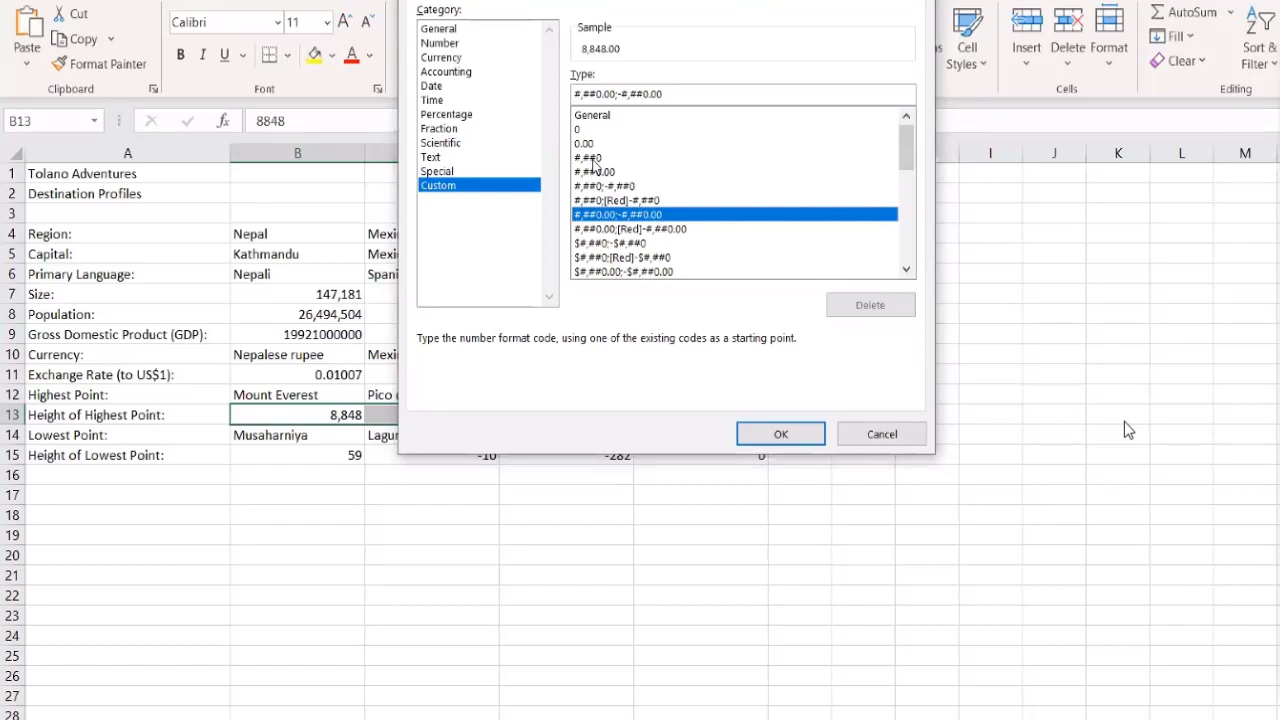 Cut
Copy
Paste
Format Painter
Clipboard
Calibri
11
A
A
B
I
U
A
Font
Cell
Styles
Insert
Delete
Format
Cells
AutoSum
Fill
Clear
Sort &
Filter
Editing
B13
fx
8848
Category:
General
Number
Currency
Accounting
Date
Time
Percentage
Fraction
Scientific
Text
Special
Custom
Sample
8,848.00
Type:
#,##0.00;-#,##0.00
General
0
0.00
#,##0
#,##0.00
#,##0;-#,##0
#,##0;[Red]-#,##0
#,##0.00;-#,##0.00
#,##0.00;[Red]-#,##0.00
$#,##0;-$#,##0
$#,##0;[Red]-$#,##0
$#,##0.00;-$#,##0.00
Delete
Type the number format code, using one of the existing codes as a starting point.
OK
Cancel
A B I J K L M
1 Tolano Adventures
2 Destination Profiles
3
4 Region: Nepal Mexi
5 Capital: Kathmandu Mexi
6 Primary Language: Nepali Spani
7 Size: 147,181
8 Population: 26,494,504
9 Gross Domestic Product (GDP): 19921000000
10 Currency: Nepalese rupee Mexi
11 Exchange Rate (to US$1): 0.01007
12 Highest Point: Mount Everest Pico
13 Height of Highest Point: 8,848
14 Lowest Point: Musaharniya Lagur
15 Height of Lowest Point: 59 -10 -282 0
16
17
18
19
20
21
22
23
24
25
26
27
28